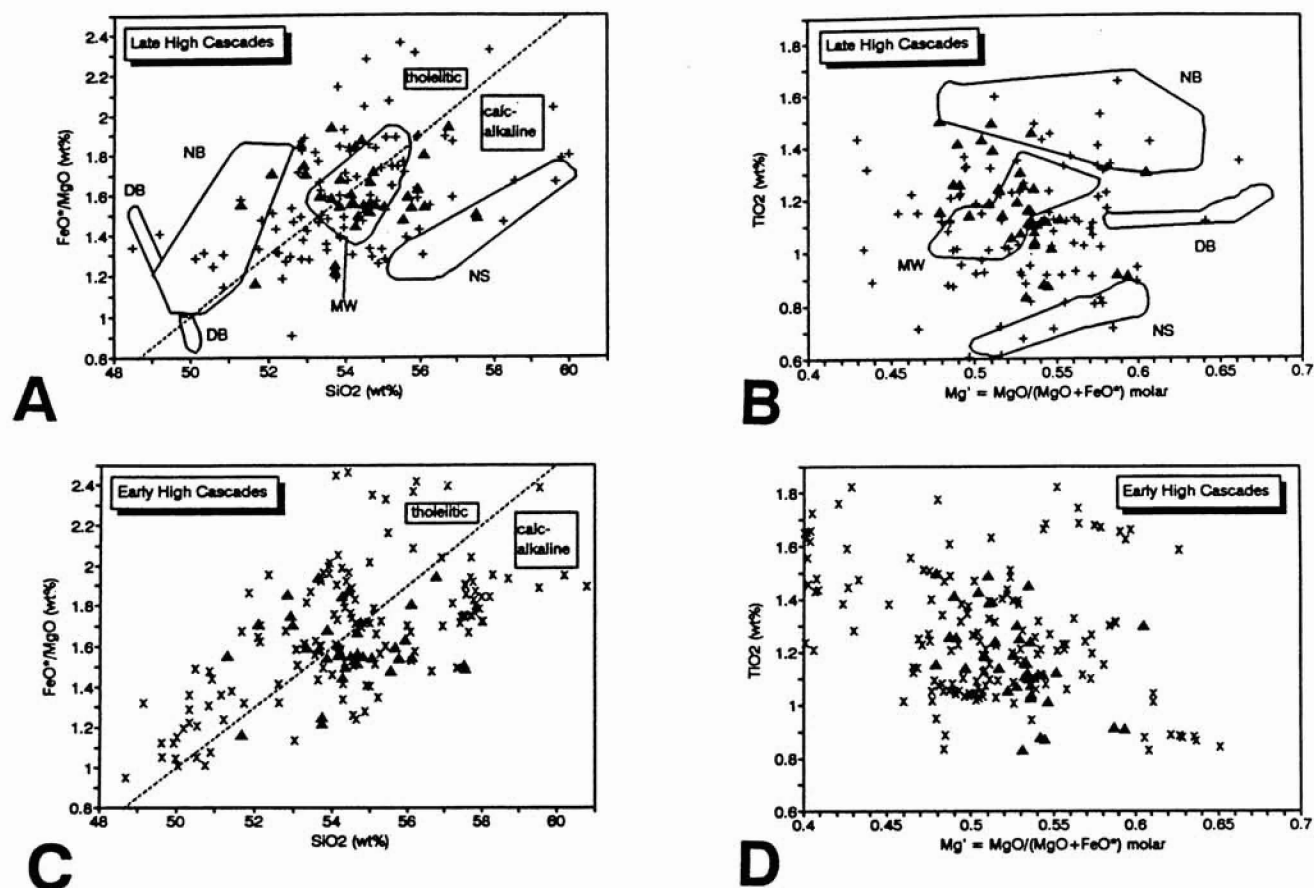 Late High Cascades
tholeiitic
calc-
alkaline
NB
DB
DB
MW
NS
FeO*/MgO (wt%)
2.4
2.2
2
1.8
1.6
1.4
1.2
1
0.8
48
50
52
54
56
58
60
SiO2 (wt%)
A
Late High Cascades
NB
DB
MW
NS
TiO2 (wt%)
1.8
1.6
1.4
1.2
1
0.8
0.6
0.4
0.45
0.5
0.55
0.6
0.65
0.7
Mg' = MgO/(MgO+FeO*) molar
B
Early High Cascades
tholeiitic
calc-
alkaline
FeO*/MgO (wt%)
2.4
2.2
2
1.8
1.6
1.4
1.2
1
0.8
48
50
52
54
56
58
60
SiO2 (wt%)
C
Early High Cascades
TiO2 (wt%)
1.8
1.6
1.4
1.2
1
0.8
0.6
0.4
0.45
0.5
0.55
0.6
0.65
0.7
Mg' = MgO/(MgO+FeO*) molar
D